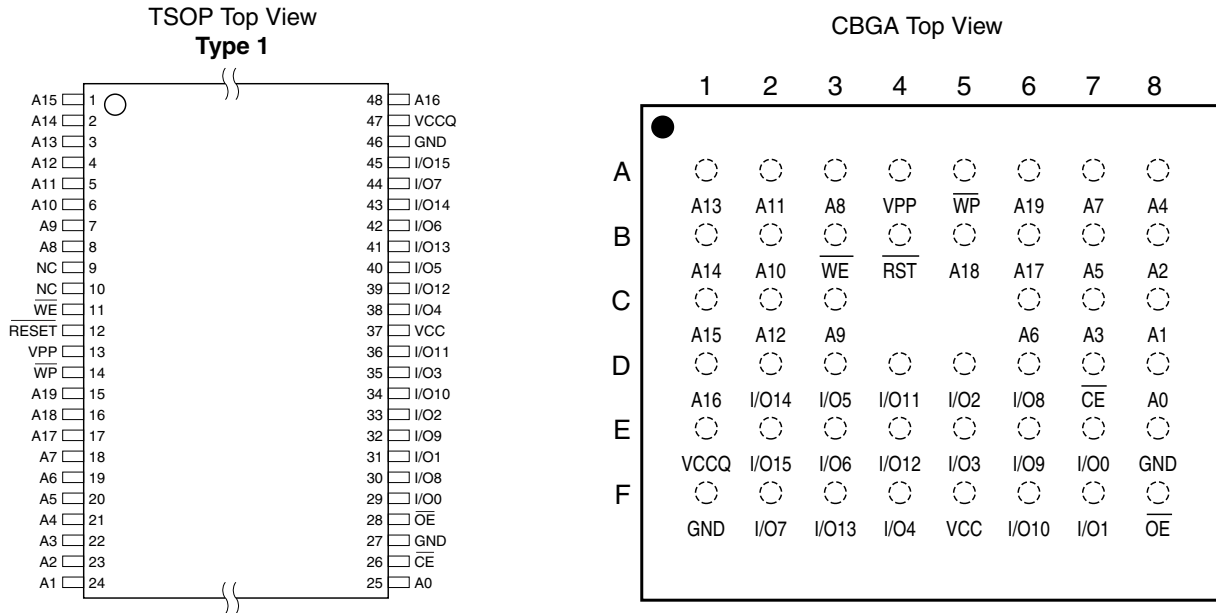 TSOP Top View
Type 1
A15 1 48 A16
A14 2 47 VCCQ
A13 3 46 GND
A12 4 45 I/O15
A11 5 44 I/O7
A10 6 43 I/O14
A9 7 42 I/O6
A8 8 41 I/O13
NC 9 40 I/O5
NC 10 39 I/O12
WE 11 38 I/O4
RESET 12 37 VCC
VPP 13 36 I/O11
WP 14 35 I/O3
A19 15 34 I/O10
A18 16 33 I/O2
A17 17 32 I/O9
A7 18 31 I/O1
A6 19 30 I/O8
A5 20 29 I/O0
A4 21 28 OE
A3 22 27 GND
A2 23 26 CE
A1 24 25 A0
CBGA Top View
1 2 3 4 5 6 7 8
A
A13 A11 A8 VPP WP A19 A7 A4
B
A14 A10 WE RST A18 A17 A5 A2
C
A15 A12 A9 A6 A3 A1
D
A16 I/O14 I/O5 I/O11 I/O2 I/O8 CE A0
E
VCCQ I/O15 I/O6 I/O12 I/O3 I/O9 I/O0 GND
F
GND I/O7 I/O13 I/O4 VCC I/O10 I/O1 OE